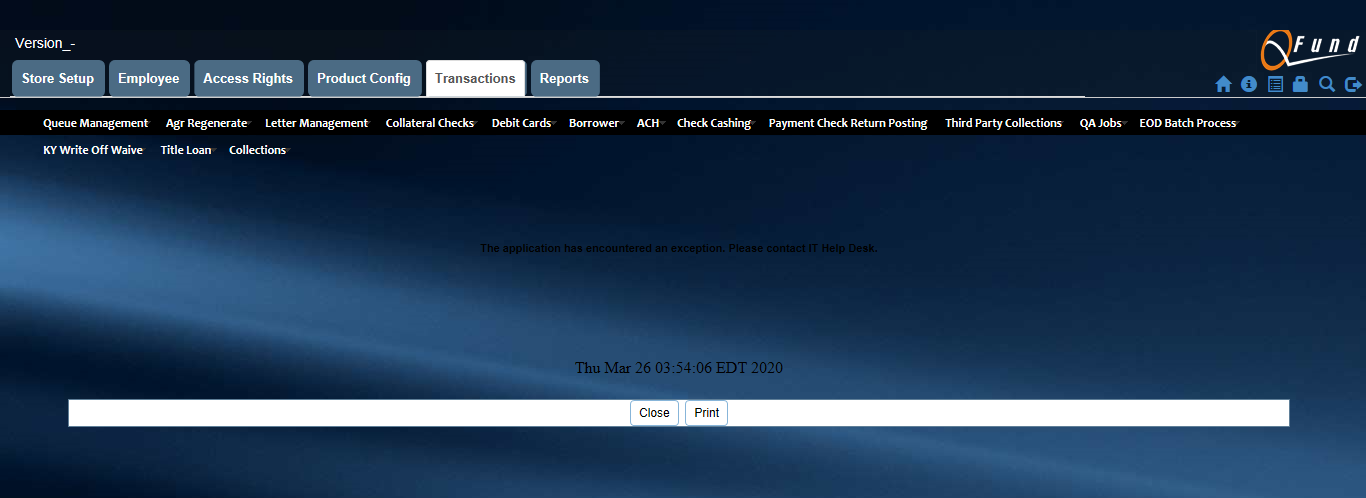 Version_-
QFund
Store Setup Employee Access Rights Product Config Transactions Reports
Queue Management Agr Regenerate Letter Management Collateral Checks Debit Cards Borrower ACH Check Cashing Payment Check Return Posting Third Party Collections QA Jobs EOD Batch Process
KY Write Off Waive Title Loan Collections
The application has encountered an exception. Please contact IT Help Desk.
Thu Mar 26 03:54:06 EDT 2020
Close Print